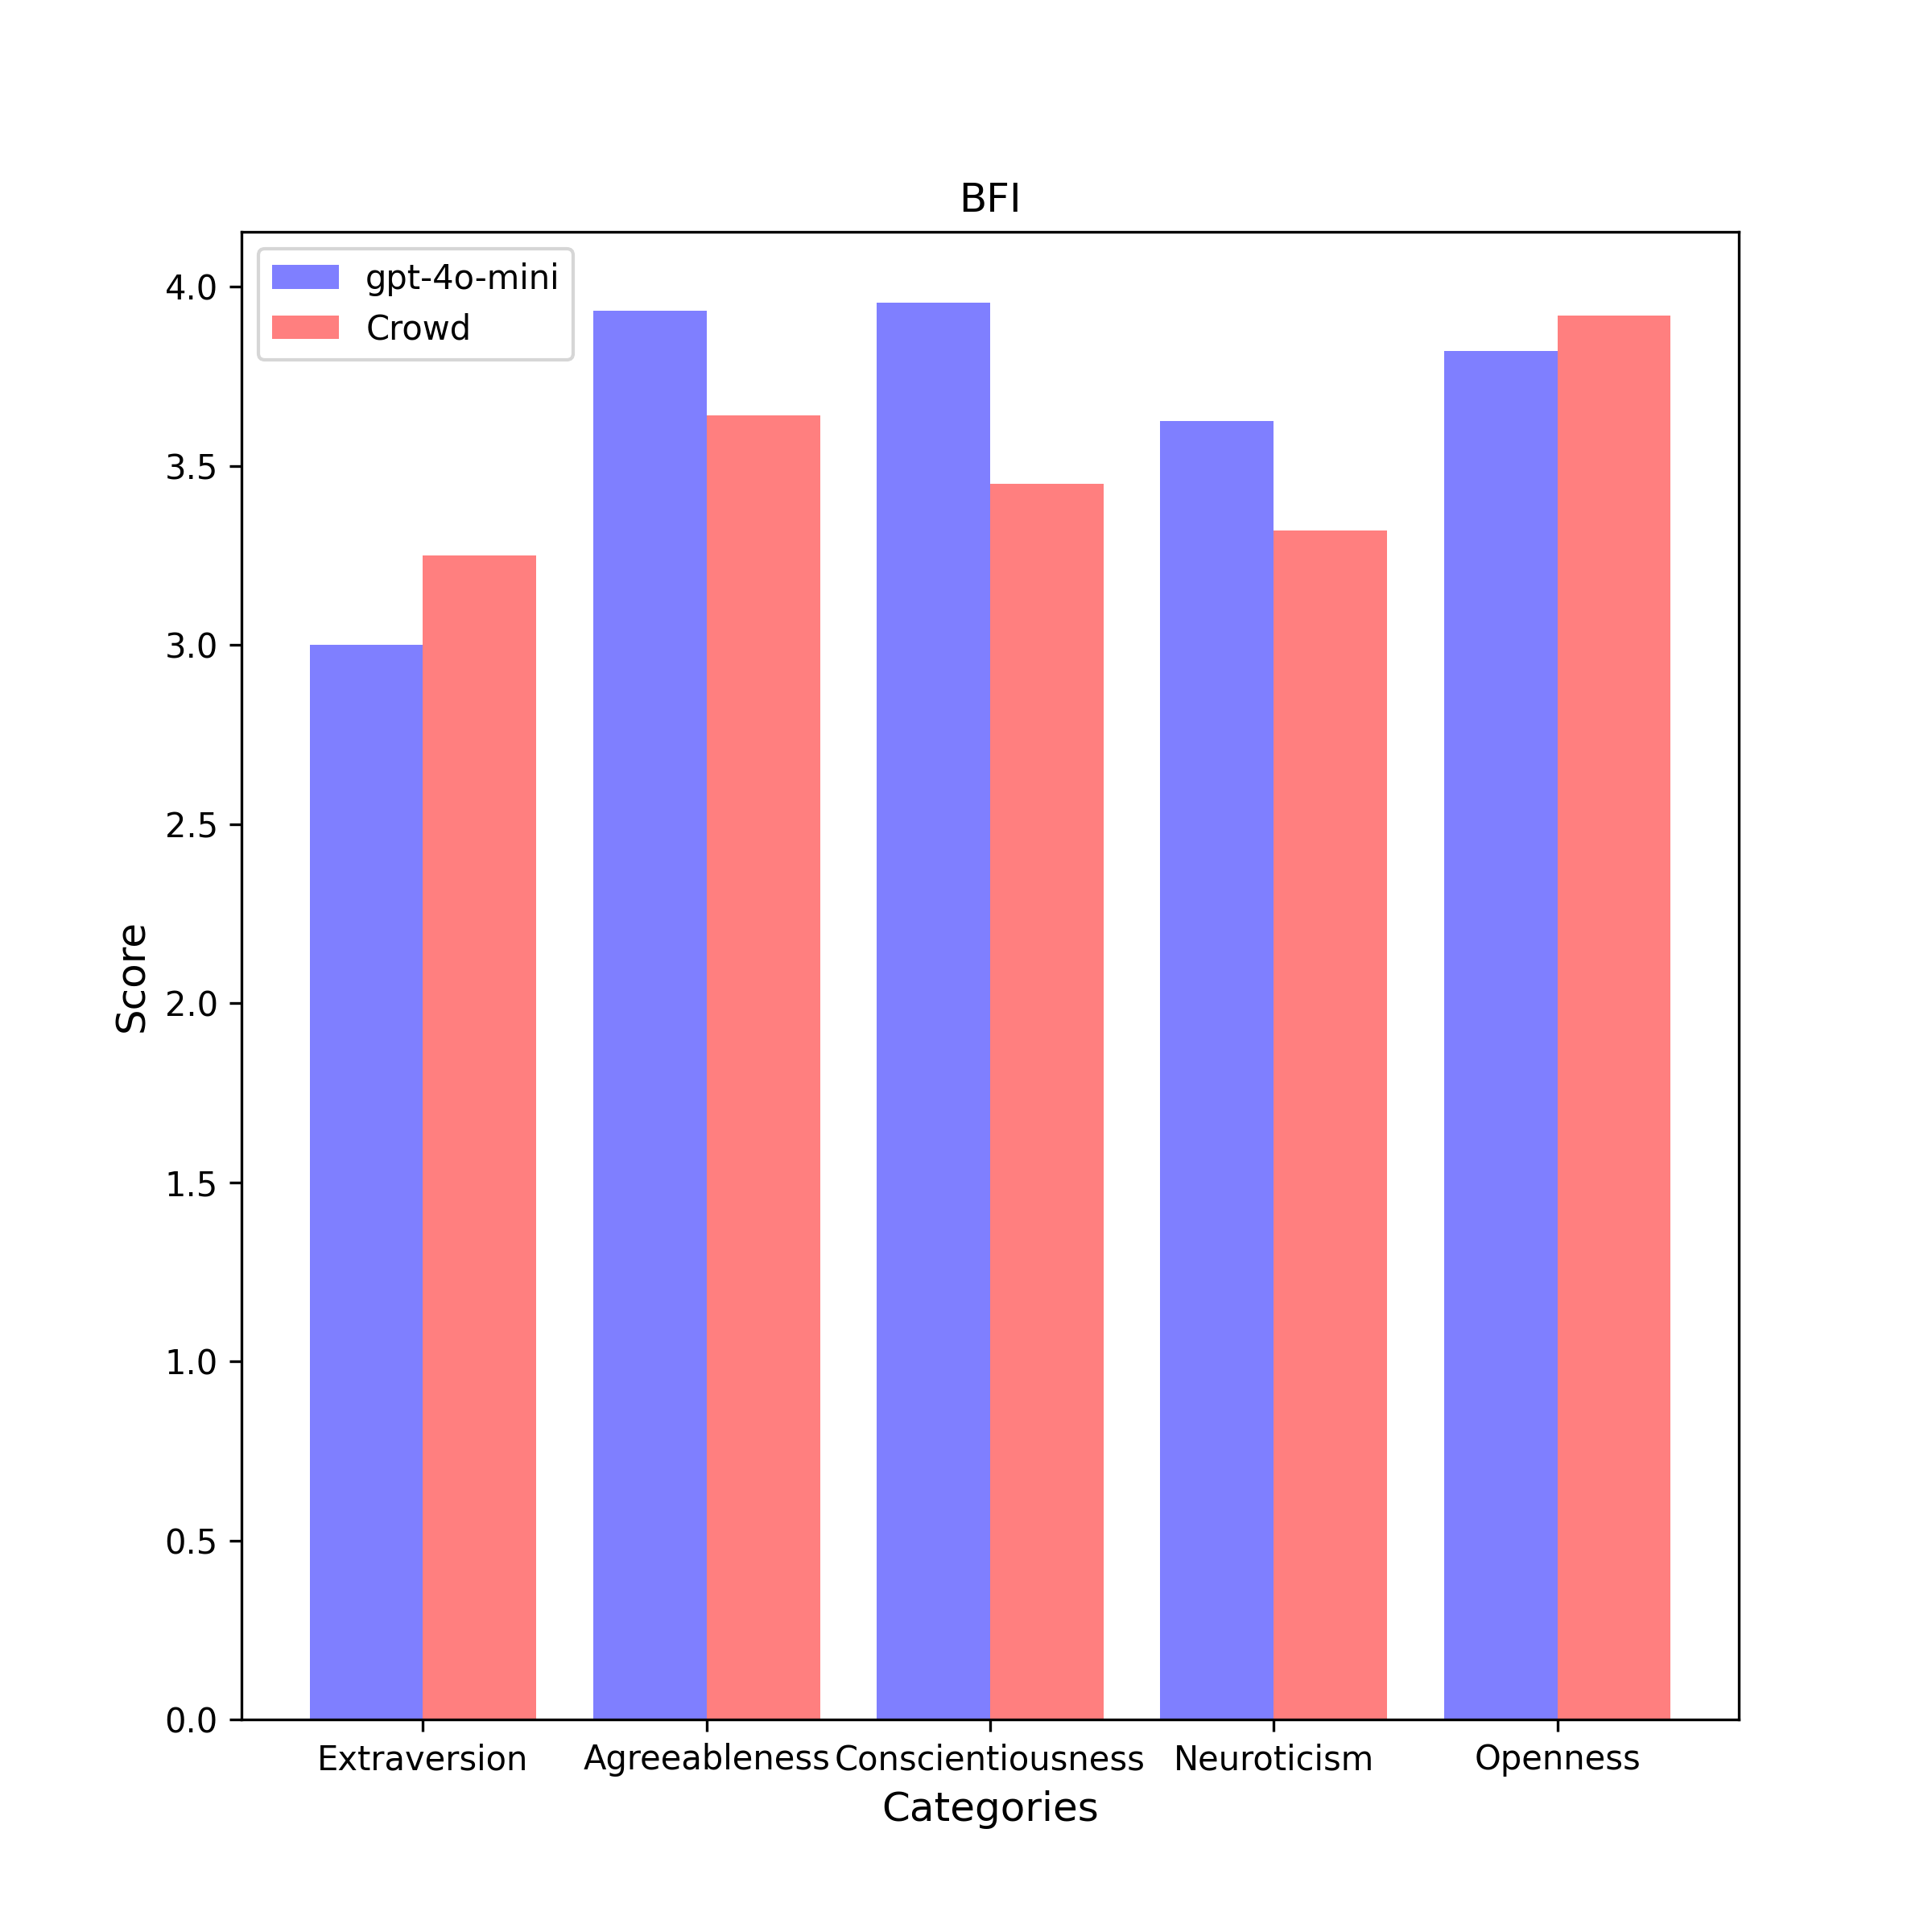 BFI
gpt-4o-mini
Crowd
4.0
3.5
3.0
2.5
2.0
1.5
1.0
0.5
0.0
Score
Extraversion Agreeableness Conscientiousness Neuroticism Openness
Categories